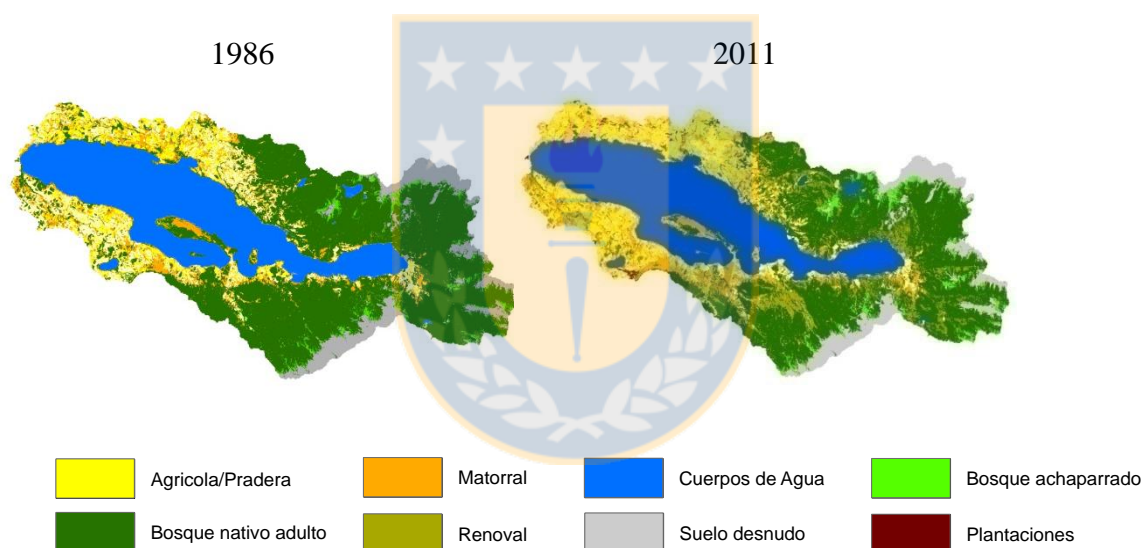 1986 2011
Agricola/Pradera Matorral Cuerpos de Agua Bosque achaparrado
Bosque nativo adulto Renoval Suelo desnudo Plantaciones